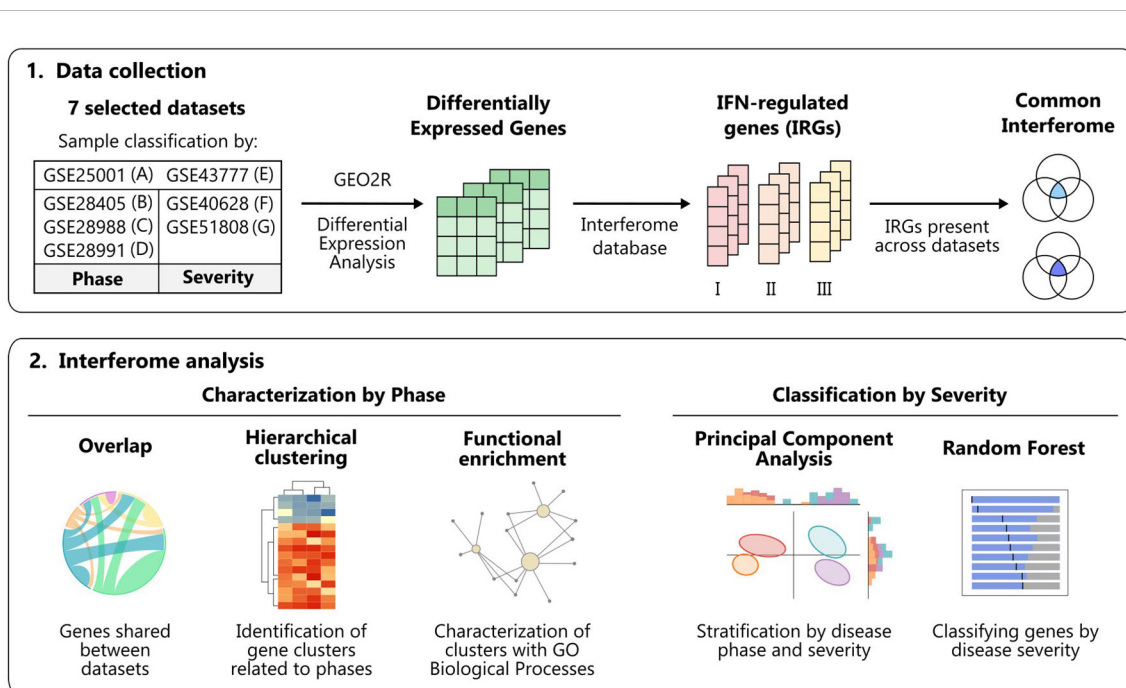 1. Data collection
7 selected datasets
Sample classification by:
GSE25001 (A) GSE43777 (E)
GSE28405 (B) GSE40628 (F)
GSE28988 (C) GSE51808 (G)
GSE28991 (D)
Phase Severity
GEO2R
Differential
Expression
Analysis
Differentially
Expressed Genes
Interferome
database
IFN-regulated
genes (IRGs)
I II III
IRGs present
across datasets
Common
Interferome
2. Interferome analysis
Characterization by Phase
Overlap
Genes shared
between
datasets
Hierarchical
clustering
Identification of
gene clusters
related to phases
Functional
enrichment
Characterization of
clusters with GO
Biological Processes
Classification by Severity
Principal Component
Analysis
Stratification by disease
phase and severity
Random Forest
Classifying genes by
disease severity